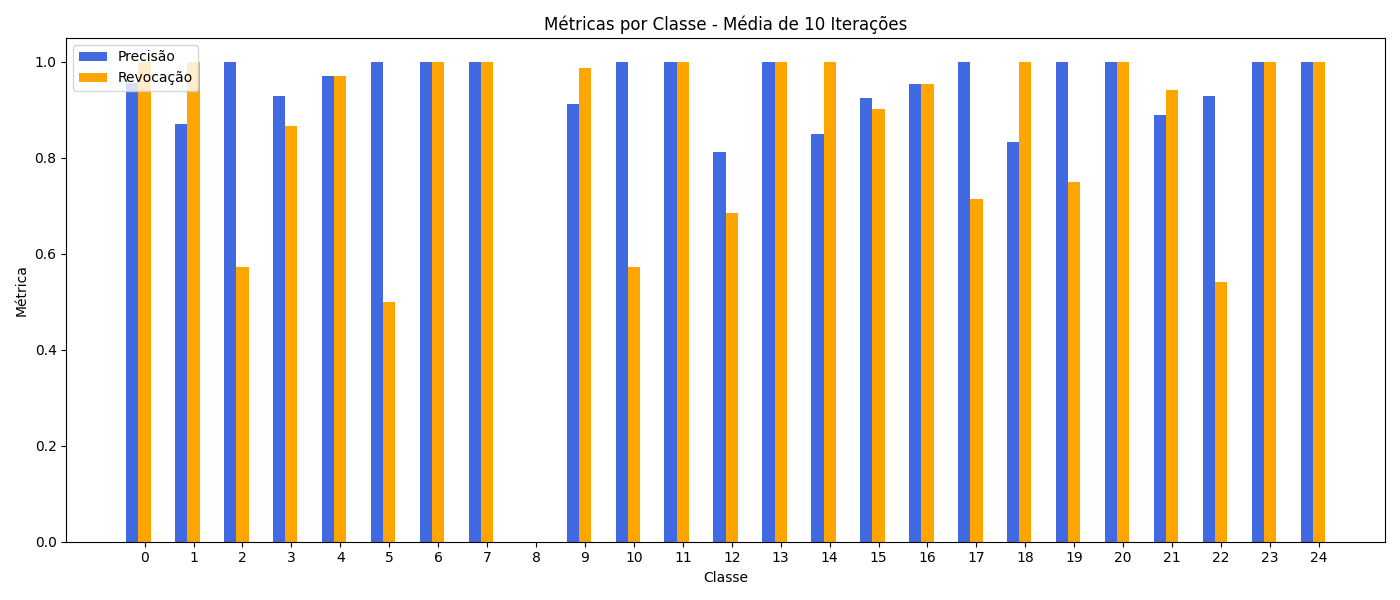 Métricas por Classe - Média de 10 Iterações
Precisão
Revocação
1.0
0.8
0.6
0.4
0.2
0.0
Métrica
0 1 2 3 4 5 6 7 8 9 10 11 12 13 14 15 16 17 18 19 20 21 22 23 24
Classe